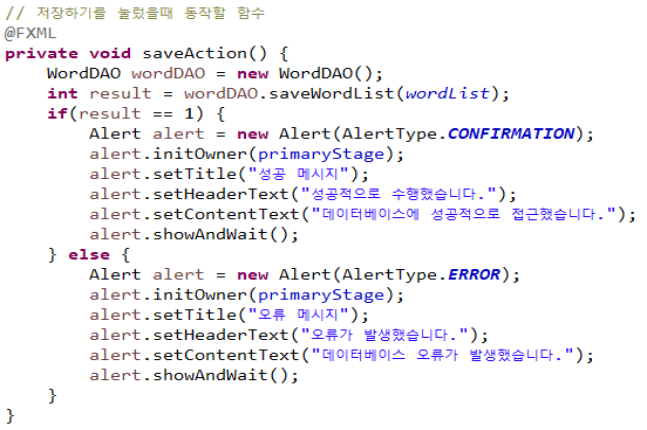 // 저장하기를 눌렀을때 동작할 함수
@FXML
private void saveAction() {
    WordDAO wordDAO = new WordDAO();
    int result = wordDAO.saveWordList(wordList);
    if(result == 1) {
        Alert alert = new Alert(AlertType.CONFIRMATION);
        alert.initOwner(primaryStage);
        alert.setTitle("성공 메시지");
        alert.setHeaderText("성공적으로 수행했습니다.");
        alert.setContentText("데이터베이스에 성공적으로 접근했습니다.");
        alert.showAndWait();
    } else {
        Alert alert = new Alert(AlertType.ERROR);
        alert.initOwner(primaryStage);
        alert.setTitle("오류 메시지");
        alert.setHeaderText("오류가 발생했습니다.");
        alert.setContentText("데이터베이스 오류가 발생했습니다.");
        alert.showAndWait();
    }
}